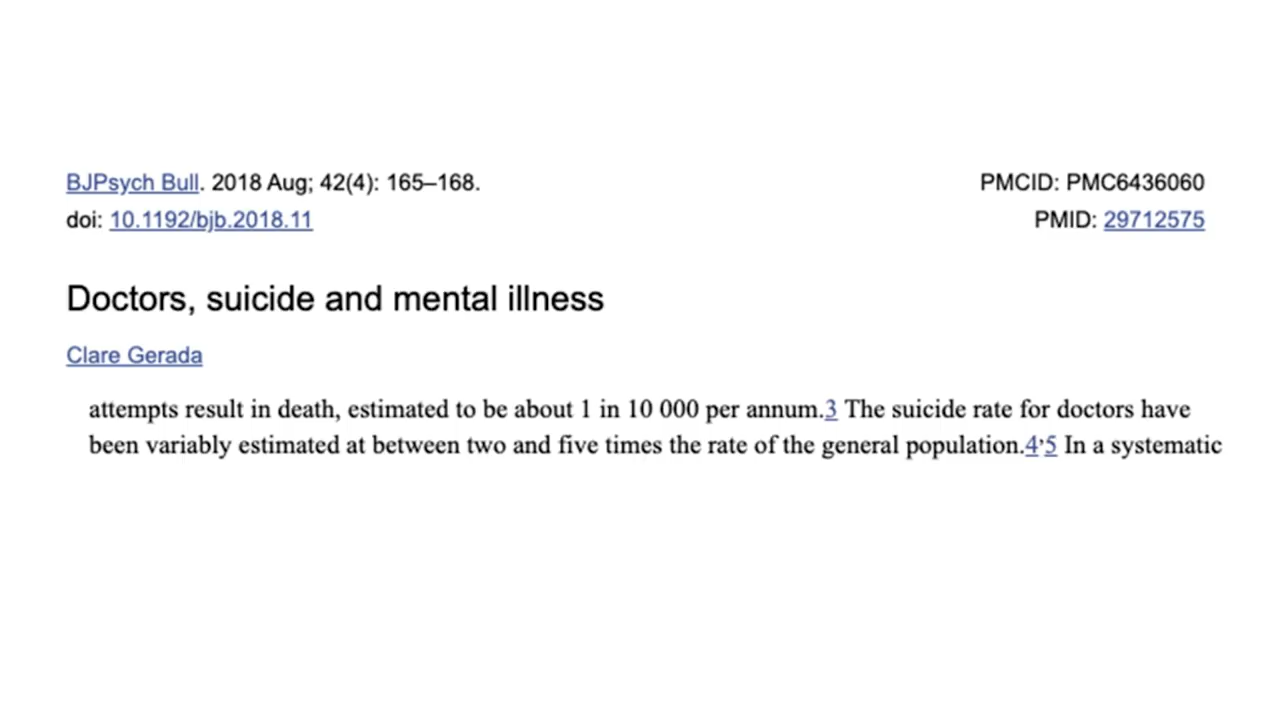 BJPsych Bull. 2018 Aug; 42(4): 165–168.
PMCID: PMC6436060
doi: 10.1192/bjb.2018.11
PMID: 29712575
Doctors, suicide and mental illness
Clare Gerada
attempts result in death, estimated to be about 1 in 10 000 per annum.3 The suicide rate for doctors have
been variably estimated at between two and five times the rate of the general population.4,5 In a systematic